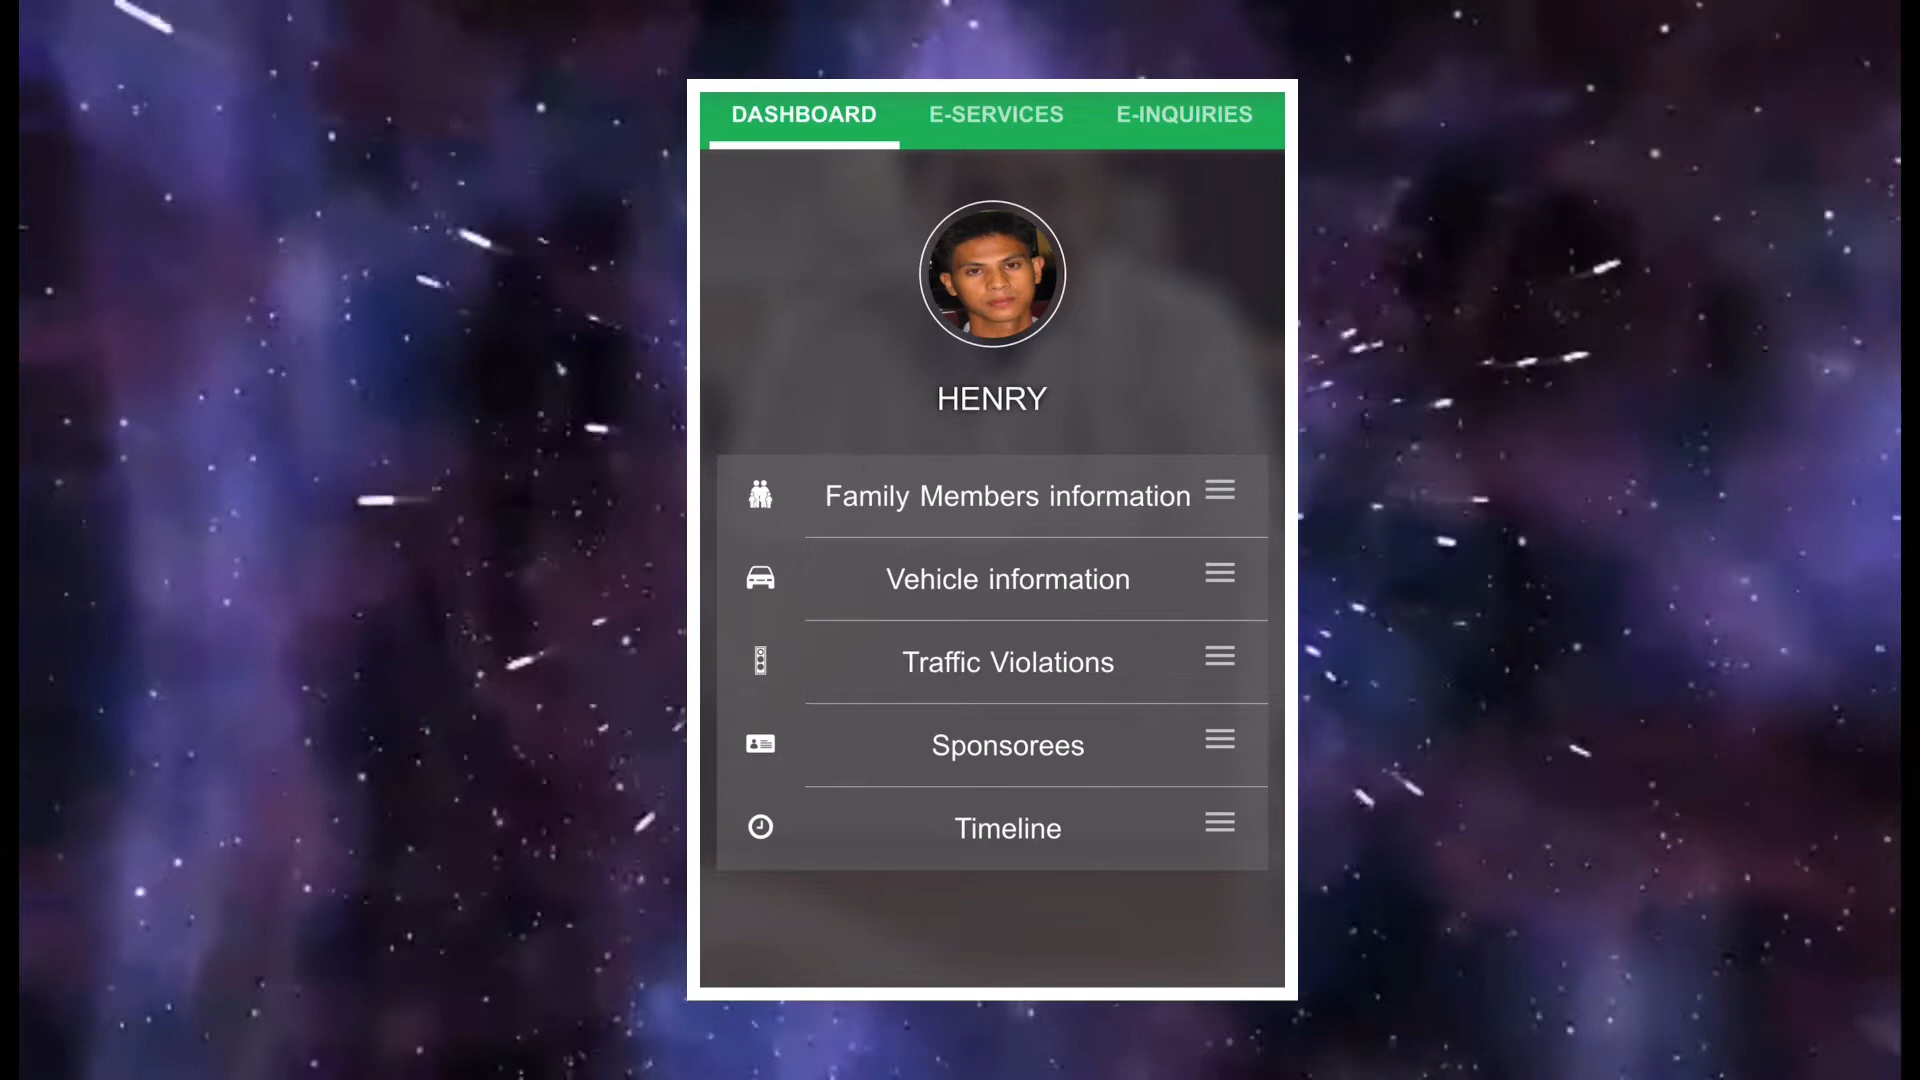 DASHBOARD E-SERVICES E-INQUIRIES
HENRY
Family Members information
Vehicle information
Traffic Violations
Sponsorees
Timeline